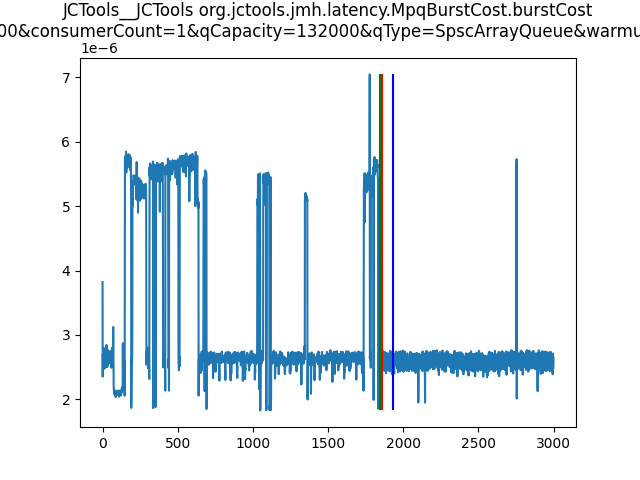 JCTools__JCTools org.jctools.jmh.latency.MpqBurstCost.burstCost
00&consumerCount=1&qCapacity=132000&qType=SpscArrayQueue&warmu
1e−6
7
6
5
4
3
2
0 500 1000 1500 2000 2500 3000